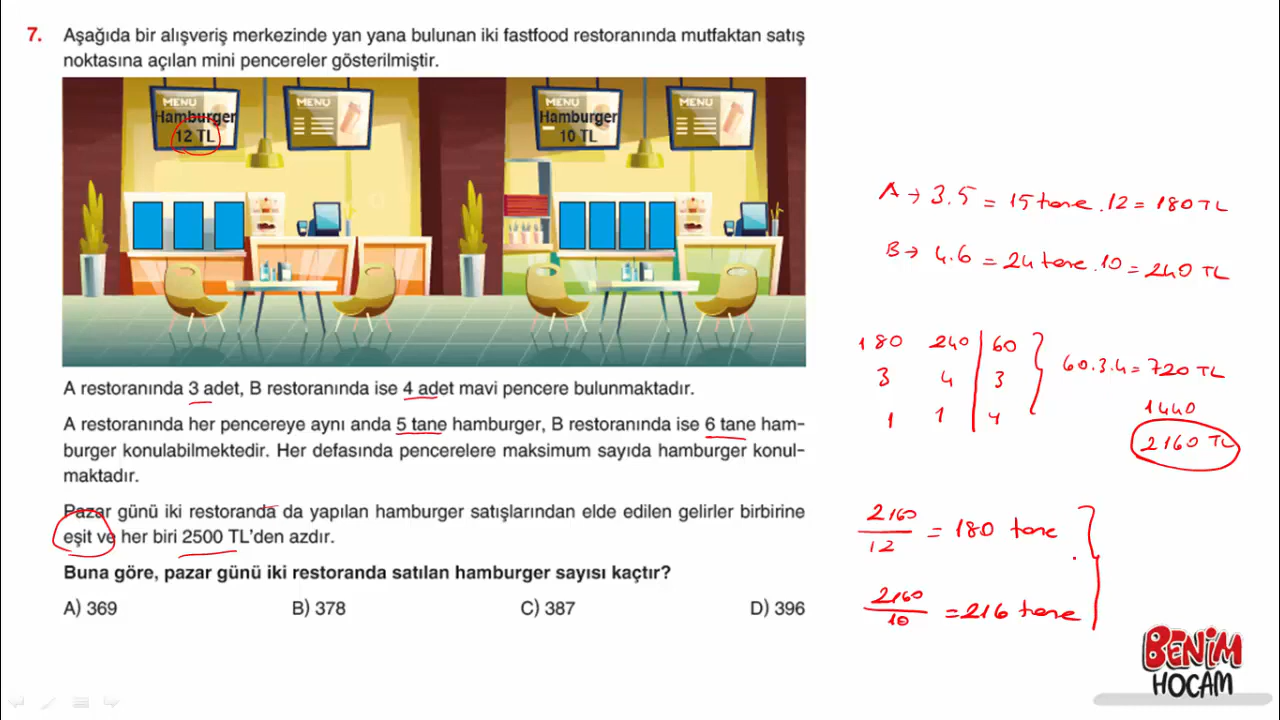 7. Aşağıda bir alışveriş merkezinde yan yana bulunan iki fastfood restoranında mutfaktan satış
noktasına açılan mini pencereler gösterilmiştir.
MENU
Hamburger
12 TL
MENU
MENU
Hamburger
10 TL
MENU
A restoranında 3 adet, B restoranında ise 4 adet mavi pencere bulunmaktadır.
A restoranında her pencereye aynı anda 5 tane hamburger, B restoranında ise 6 tane ham-
burger konulabilmektedir. Her defasında pencerelere maksimum sayıda hamburger konul-
maktadır.
Pazar günü iki restoranda da yapılan hamburger satışlarından elde edilen gelirler birbirine
eşit ve her biri 2500 TL'den azdır.
Buna göre, pazar günü iki restoranda satılan hamburger sayısı kaçtır?
A) 369 B) 378 C) 387 D) 396
A → 3.5 = 15 tane . 12 = 180 TL
B → 4.6 = 24 tane . 10 = 240 TL
180 240 | 60
3 4 | 3
1 1 | 4
60.3.4 = 720 TL
1440
2160 TL
2160
12
= 180 tane
2160
10
= 216 tane
BENİM
HOCAM